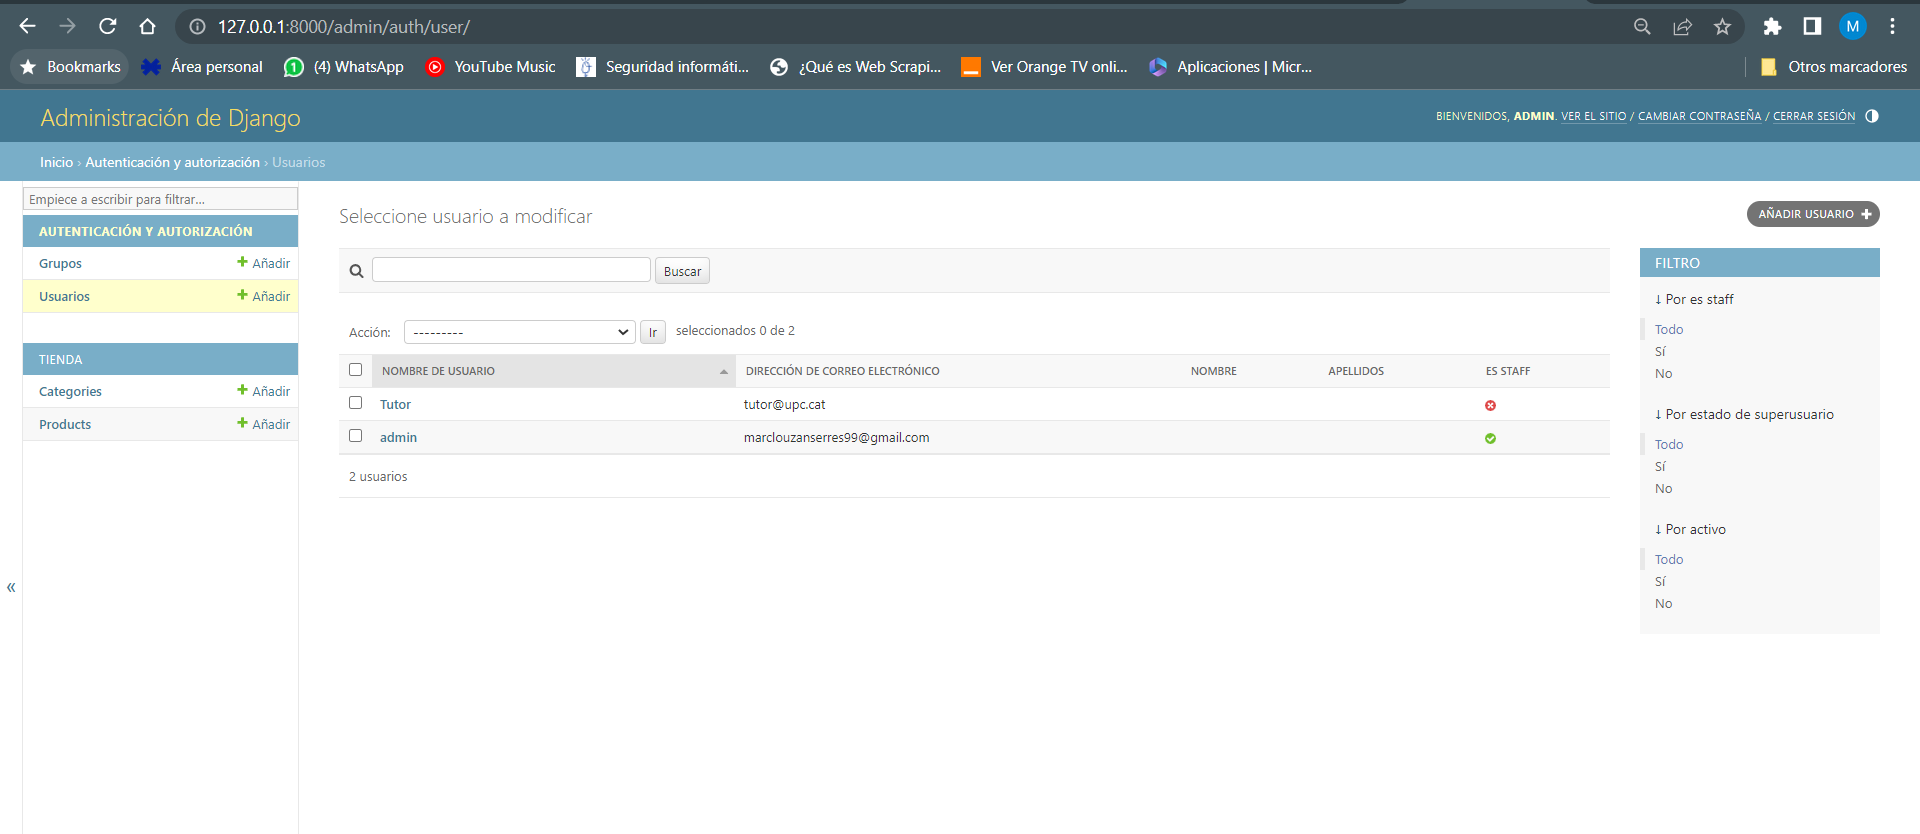 127.0.0.1:8000/admin/auth/user/
M
Bookmarks
Área personal
1
(4) WhatsApp
YouTube Music
Seguridad informáti...
¿Qué es Web Scrapi...
Ver Orange TV onli...
Aplicaciones | Micr...
Otros marcadores
Administración de Django
BIENVENIDOS, ADMIN. VER EL SITIO / CAMBIAR CONTRASEÑA / CERRAR SESIÓN
Inicio › Autenticación y autorización › Usuarios
Empiece a escribir para filtrar...
AUTENTICACIÓN Y AUTORIZACIÓN
Grupos + Añadir
Usuarios + Añadir
TIENDA
Categories + Añadir
Products + Añadir
«
Seleccione usuario a modificar
AÑADIR USUARIO +
Buscar
Acción: --------- Ir seleccionados 0 de 2
NOMBRE DE USUARIO DIRECCIÓN DE CORREO ELECTRÓNICO NOMBRE APELLIDOS ES STAFF
Tutor tutor@upc.cat
admin marclouzanserres99@gmail.com
2 usuarios
FILTRO
↓ Por es staff
Todo
Sí
No
↓ Por estado de superusuario
Todo
Sí
No
↓ Por activo
Todo
Sí
No